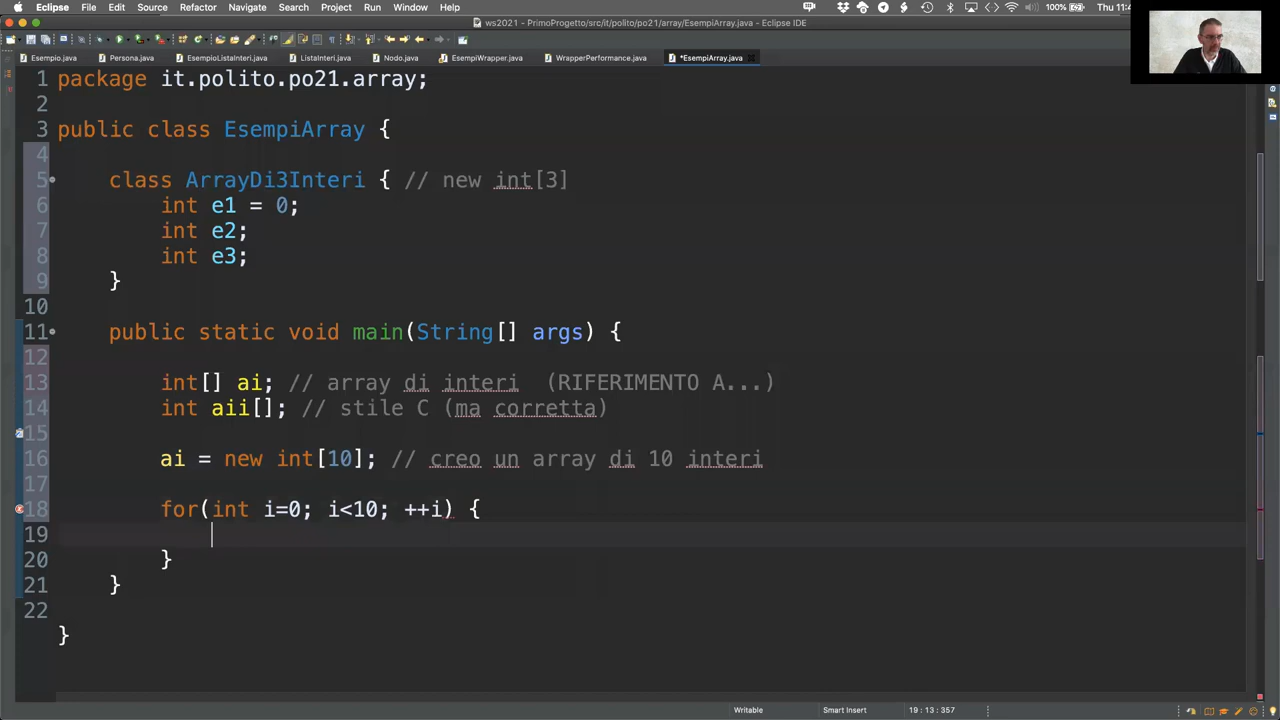 Eclipse File Edit Source Refactor Navigate Search Project Run Window Help 100% Thu 11:4
ws2021 - PrimoProgetto/src/it/polito/po21/array/EsempiArray.java - Eclipse IDE
Esempio.java Persona.java EsempioListaInteri.java ListaInteri.java Nodo.java EsempiWrapper.java WrapperPerformance.java *EsempiArray.java
1 package it.polito.po21.array;
2
3 public class EsempiArray {
4
5 class ArrayDi3Interi { // new int[3]
6 int e1 = 0;
7 int e2;
8 int e3;
9 }
10
11 public static void main(String[] args) {
12
13 int[] ai; // array di interi (RIFERIMENTO A...)
14 int aii[]; // stile C (ma corretta)
15
16 ai = new int[10]; // creo un array di 10 interi
17
18 for(int i=0; i<10; ++i) {
19
20 }
21 }
22
}
Writable Smart Insert 19 : 13 : 357